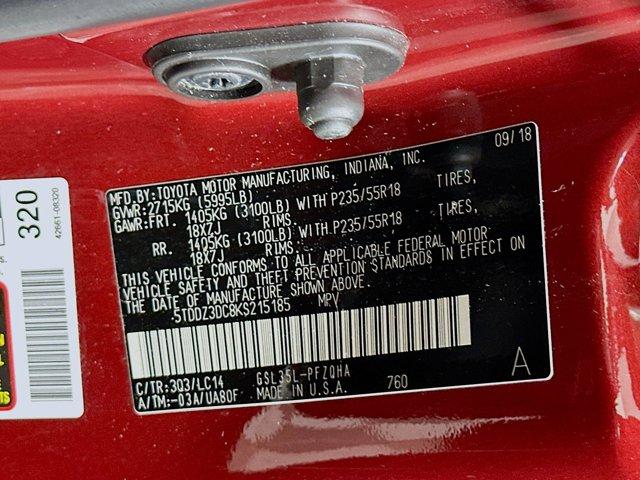 09/18
MFD.BY:TOYOTA MOTOR MANUFACTURING, INDIANA, INC.
GVWR:2715KG (5995LB)
GAWR:FRT. 1405KG (3100LB) WITH P235/55R18 TIRES,
18X7J RIMS.
RR. 1405KG (3100LB) WITH P235/55R18 TIRES,
18X7J RIMS.
THIS VEHICLE CONFORMS TO ALL APPLICABLE FEDERAL MOTOR
VEHICLE SAFETY AND THEFT PREVENTION STANDARDS IN EFFECT ON
THE DATE OF MANUFACTURE SHOWN ABOVE.
5TDDZ3DC8KS215185 MPV
C/TR:3Q3/LC14 GSL35L-PFZQHA
A/TM:-03A/UA80F MADE IN U.S.A. 760
A
320
42661-08320